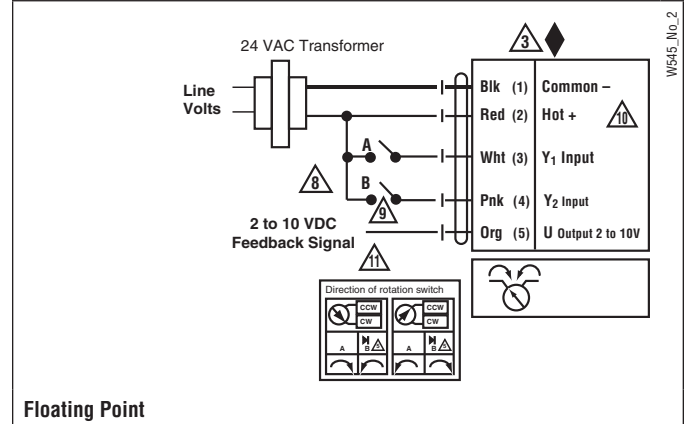 W545_No_2
24 VAC Transformer
3
Line
Volts
Blk (1) Common –
Red (2) Hot + 10
A
Wht (3) Y1 Input
8
B
9
Pnk (4) Y2 Input
2 to 10 VDC
Feedback Signal
Org (5) U Output 2 to 10V
11
Direction of rotation switch
CCW CCW
CW CW
A B A B
Floating Point